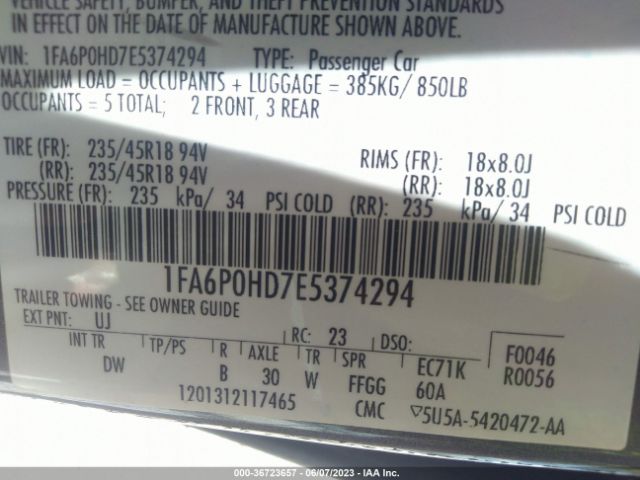 VEHICLE SAFETY, BUMPER, AND THEFT PREVENTION STANDARDS
IN EFFECT ON THE DATE OF MANUFACTURE SHOWN ABOVE.
VIN: 1FA6P0HD7E5374294 TYPE: Passenger Car
MAXIMUM LOAD = OCCUPANTS + LUGGAGE = 385KG/ 850LB
OCCUPANTS = 5 TOTAL; 2 FRONT, 3 REAR
TIRE (FR): 235/45R18 94V RIMS (FR): 18x8.0J
(RR): 235/45R18 94V (RR): 18x8.0J
PRESSURE (FR): 235 kPa/ 34 PSI COLD (RR): 235 kPa/ 34 PSI COLD
1FA6P0HD7E5374294
TRAILER TOWING - SEE OWNER GUIDE
EXT PNT: UJ RC: 23 DSO: F0046
INT TR TP/PS R AXLE TR SPR EC71K R0056
DW B 30 W FFGG 60A
1201312117465 CMC ▽5U5A-5420472-AA
000-36723657 - 06/07/2023 - IAA Inc.